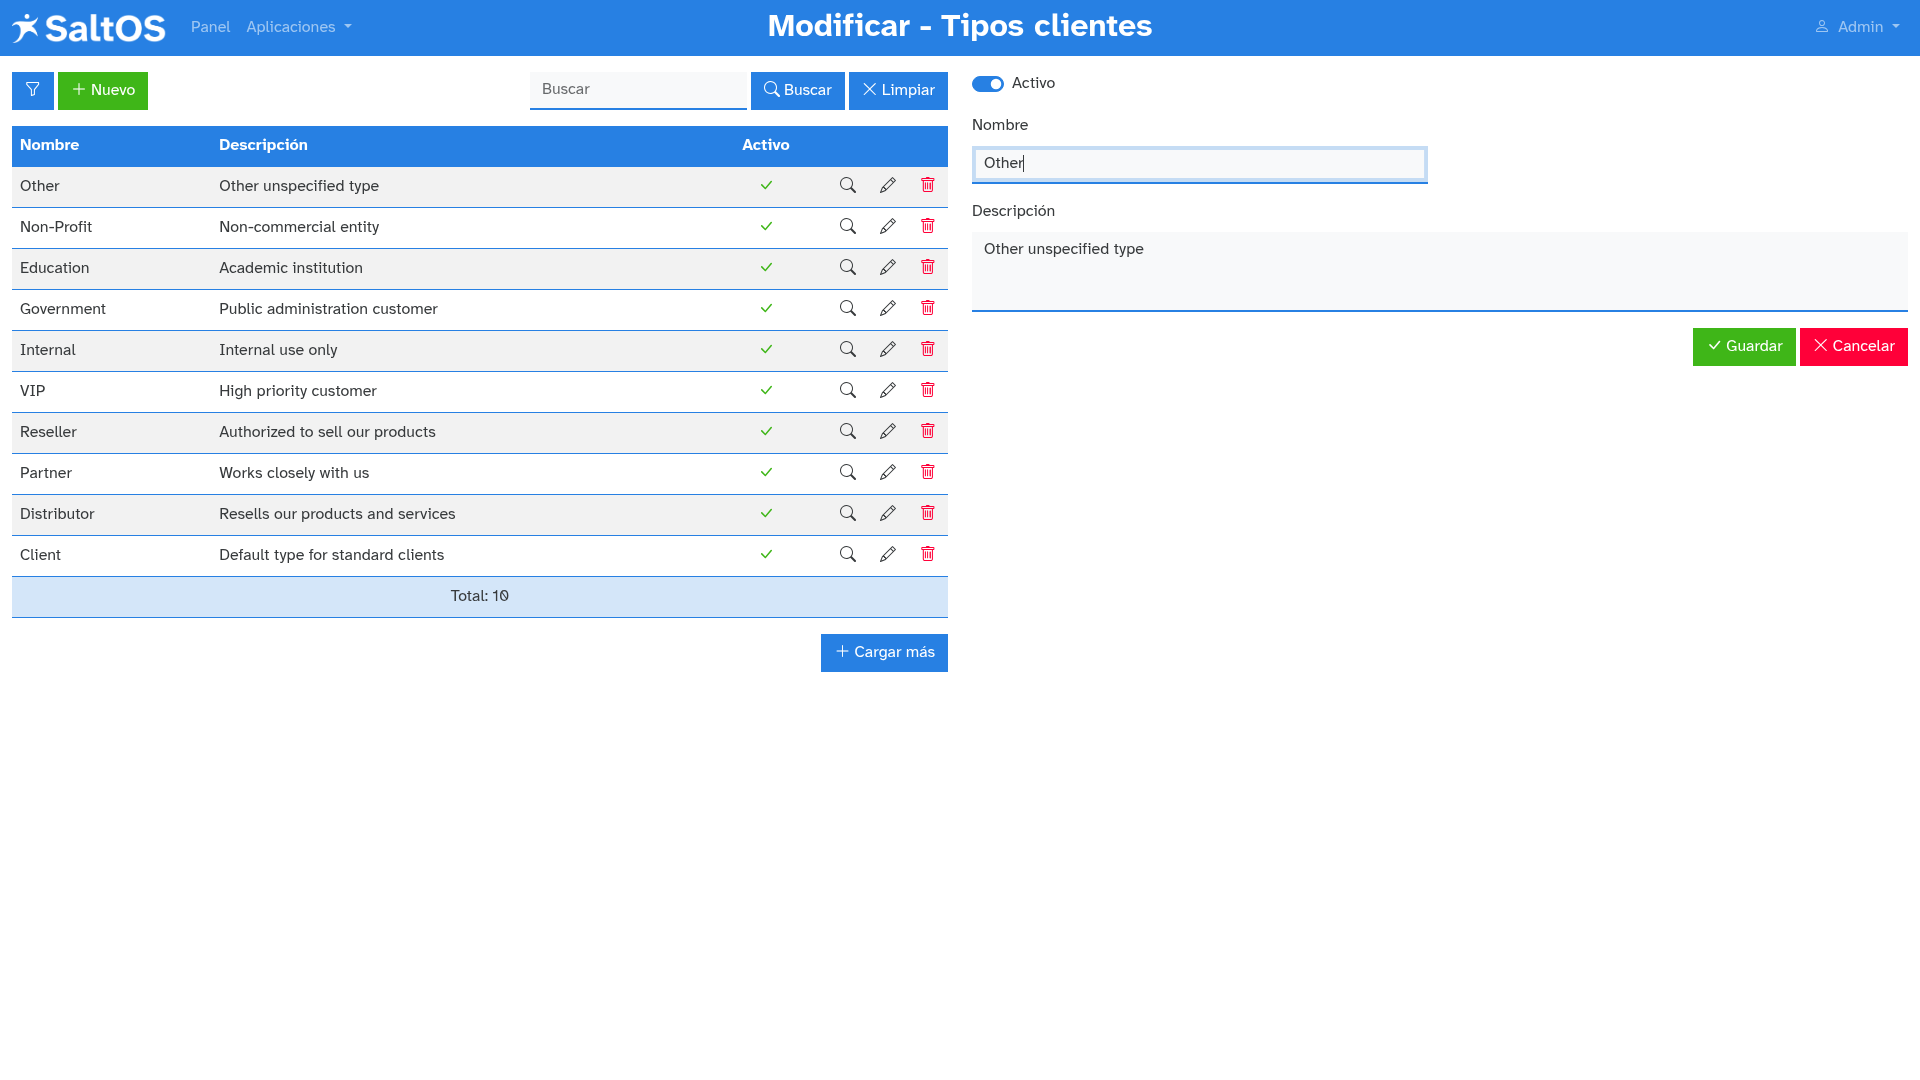 SaltOS Panel Aplicaciones Modificar - Tipos clientes Admin
Nuevo Buscar Buscar Limpiar
Nombre Descripción Activo
Other Other unspecified type
Non-Profit Non-commercial entity
Education Academic institution
Government Public administration customer
Internal Internal use only
VIP High priority customer
Reseller Authorized to sell our products
Partner Works closely with us
Distributor Resells our products and services
Client Default type for standard clients
Total: 10
Cargar más
Activo
Nombre
Other
Descripción
Other unspecified type
Guardar Cancelar